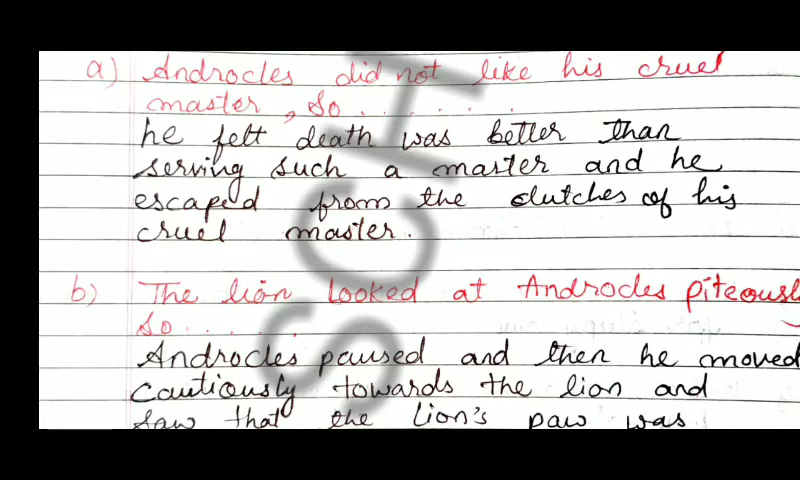 a) Androcles did not like his cruel
master, so . . . . . .
he felt death was better than
serving such a master and he
escaped from the clutches of his
cruel master.
b) The lion looked at Androcles piteously
so . . . . .
Androcles paused and then he moved
cautiously towards the lion and
saw that the lion's paw was
SCH